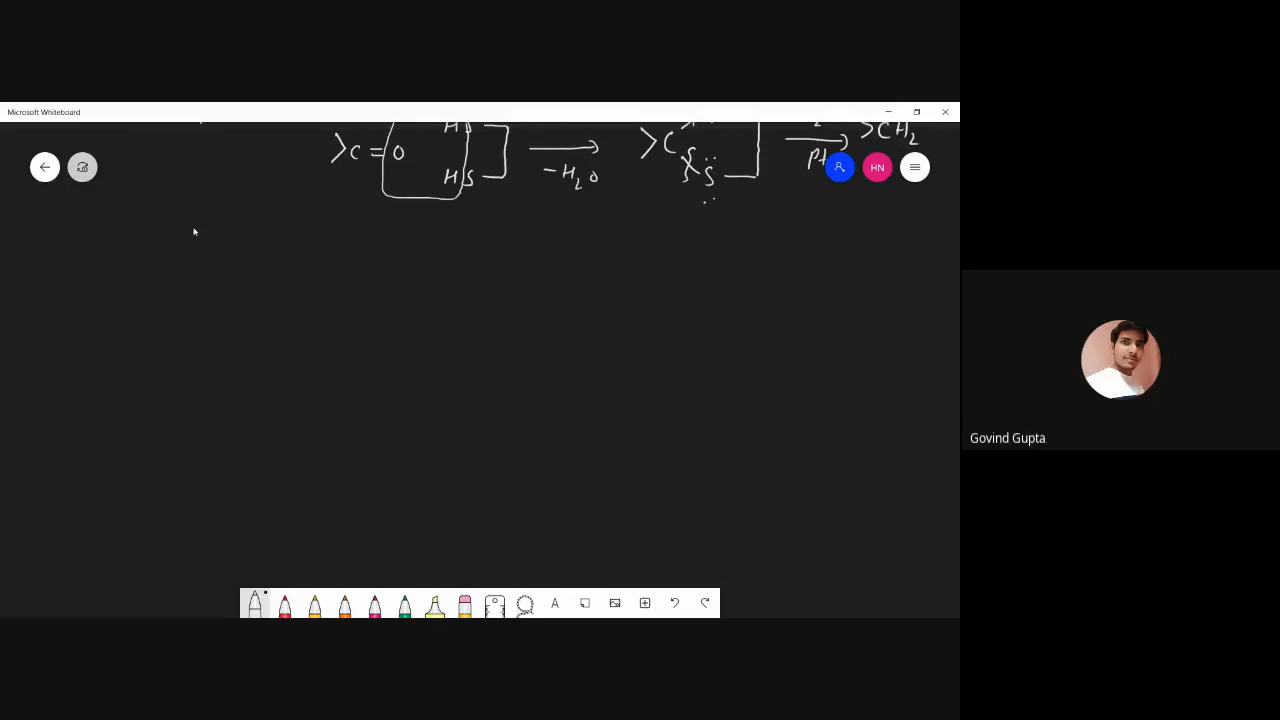 Microsoft Whiteboard
HS
>C=O
HS
→
-H2O
>C
S
S
→
Pt
>CH2
HN
Govind Gupta
A